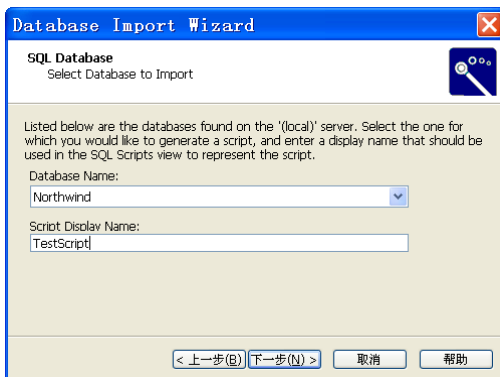 Database Import Wizard
SQL Database
Select Database to Import
Listed below are the databases found on the '(local)' server. Select the one for
which you would like to generate a script, and enter a display name that should be
used in the SQL Scripts view to represent the script.
Database Name:
Northwind
Script Display Name:
TestScript
< 上一步(B) 下一步(N) > 取消 帮助